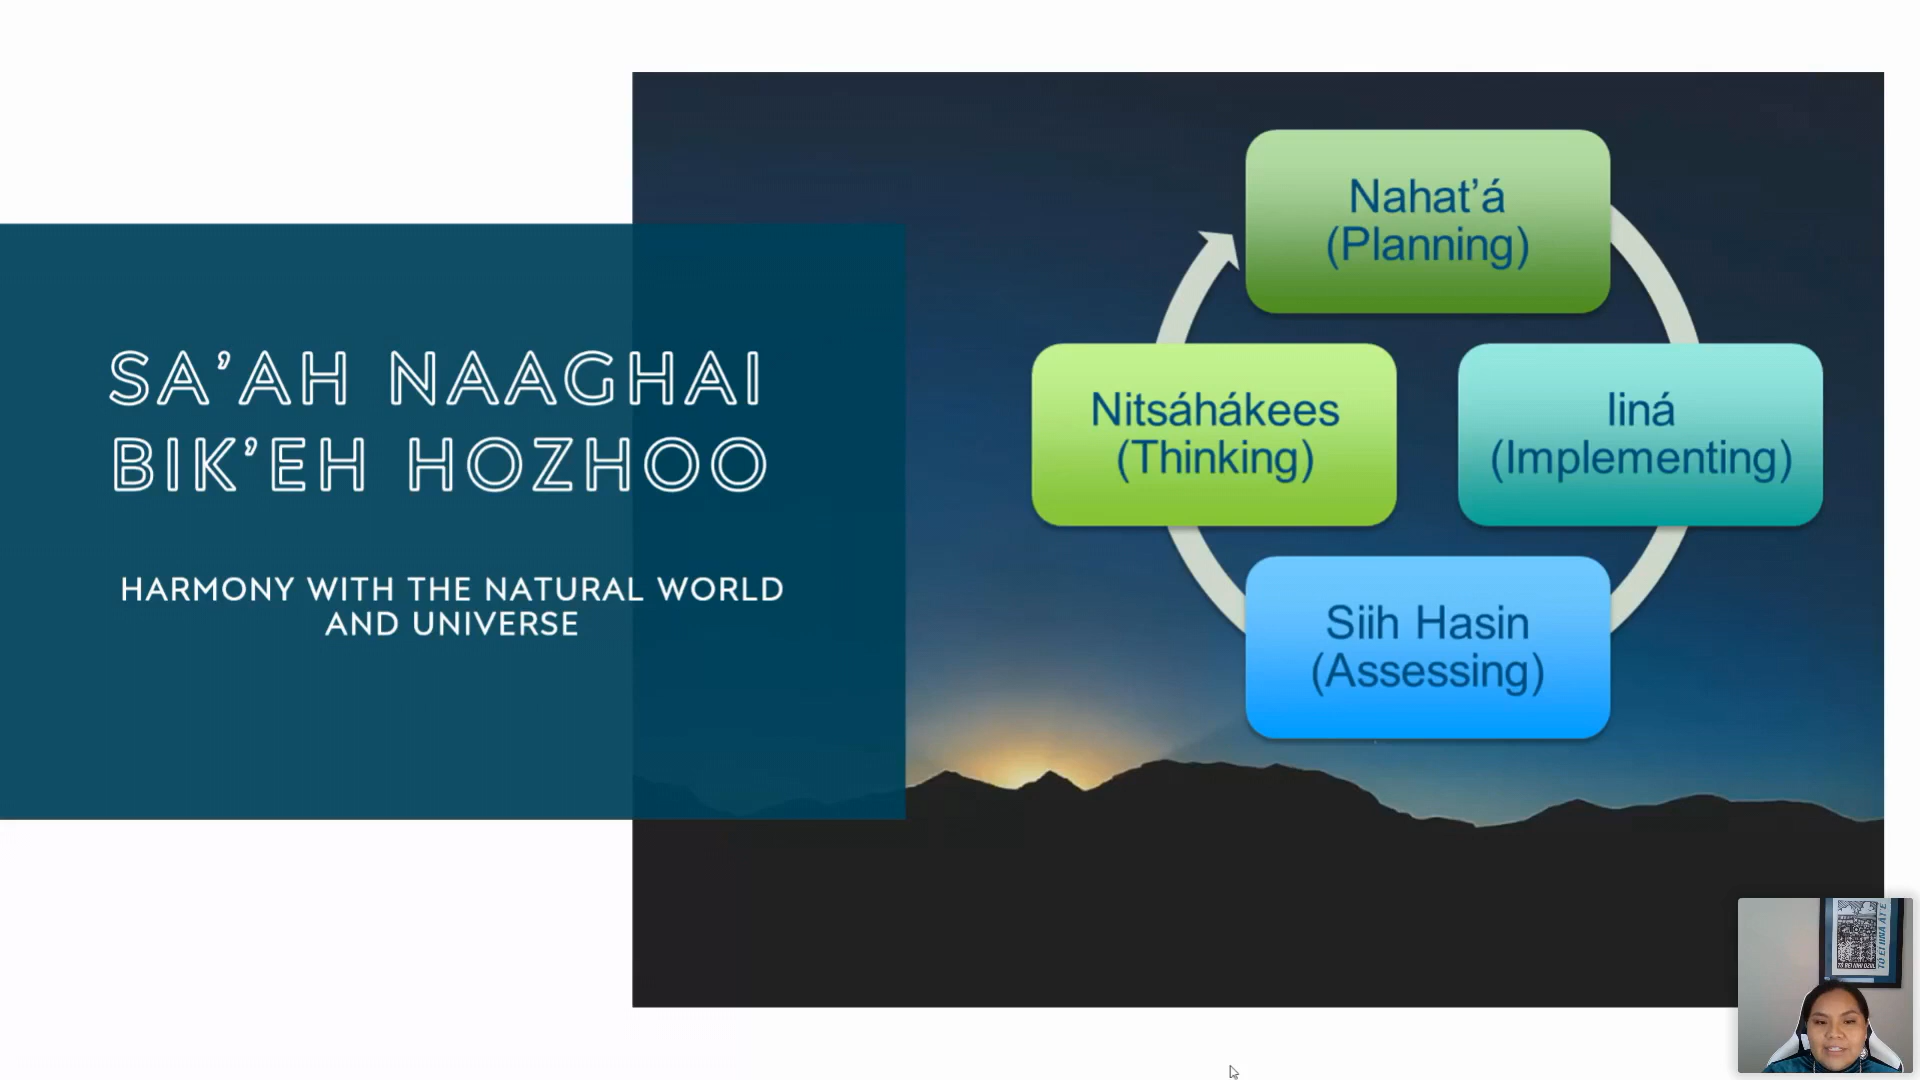 SA’AH NAAGHAI
BIK’EH HOZHOO
HARMONY WITH THE NATURAL WORLD
AND UNIVERSE
Nahat’á
(Planning)
Nitsáhákees
(Thinking)
Iiná
(Implementing)
Siih Hasin
(Assessing)